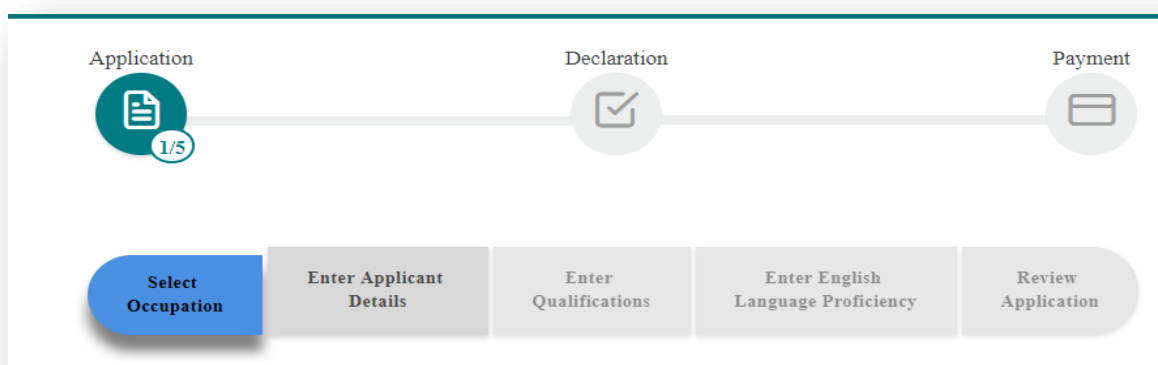 Application
Declaration
Payment
1/5
Select
Occupation
Enter Applicant
Details
Enter
Qualifications
Enter English
Language Proficiency
Review
Application